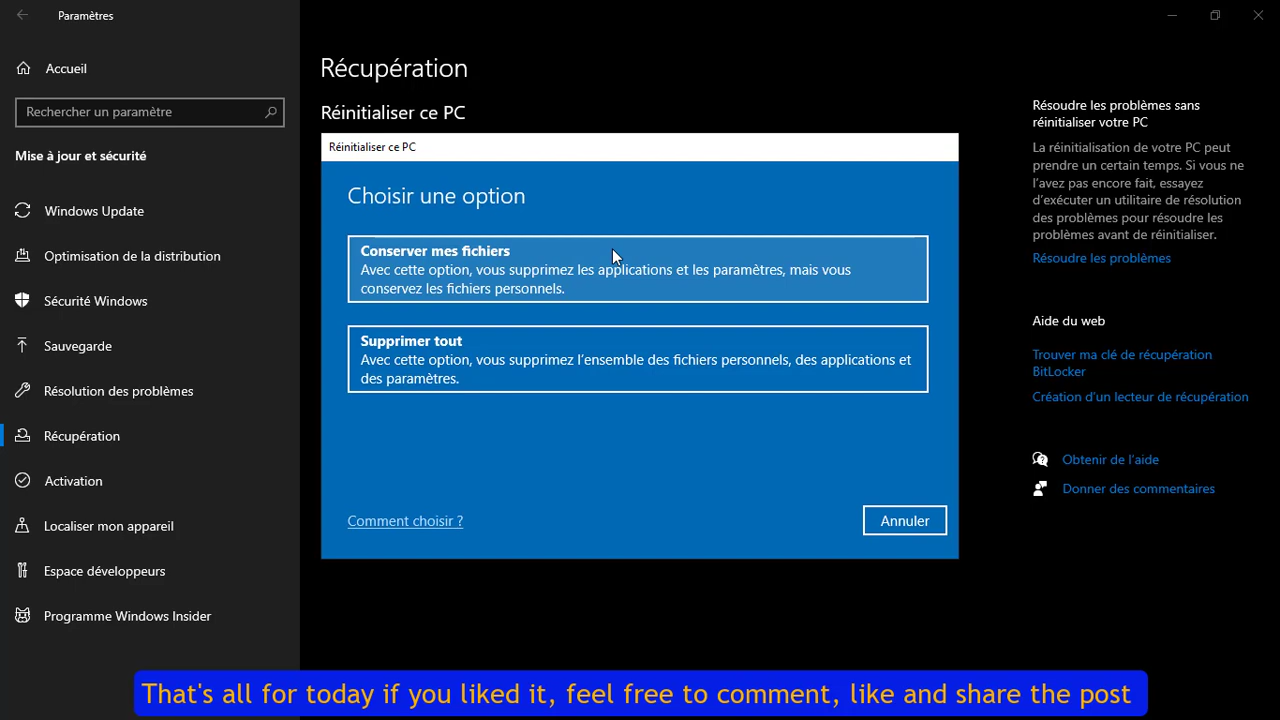 Paramètres
Accueil
Rechercher un paramètre
Mise à jour et sécurité
Windows Update
Optimisation de la distribution
Sécurité Windows
Sauvegarde
Résolution des problèmes
Récupération
Activation
Localiser mon appareil
Espace développeurs
Programme Windows Insider
Récupération
Réinitialiser ce PC
Réinitialiser ce PC
Choisir une option
Conserver mes fichiers
Avec cette option, vous supprimez les applications et les paramètres, mais vous
conservez les fichiers personnels.
Supprimer tout
Avec cette option, vous supprimez l’ensemble des fichiers personnels, des applications et
des paramètres.
Comment choisir ?
Annuler
Résoudre les problèmes sans
réinitialiser votre PC
La réinitialisation de votre PC peut
prendre un certain temps. Si vous ne
l’avez pas encore fait, essayez
d’exécuter un utilitaire de résolution
des problèmes pour résoudre les
problèmes avant de réinitialiser.
Résoudre les problèmes
Aide du web
Trouver ma clé de récupération
BitLocker
Création d’un lecteur de récupération
Obtenir de l’aide
Donner des commentaires
That's all for today if you liked it, feel free to comment, like and share the post